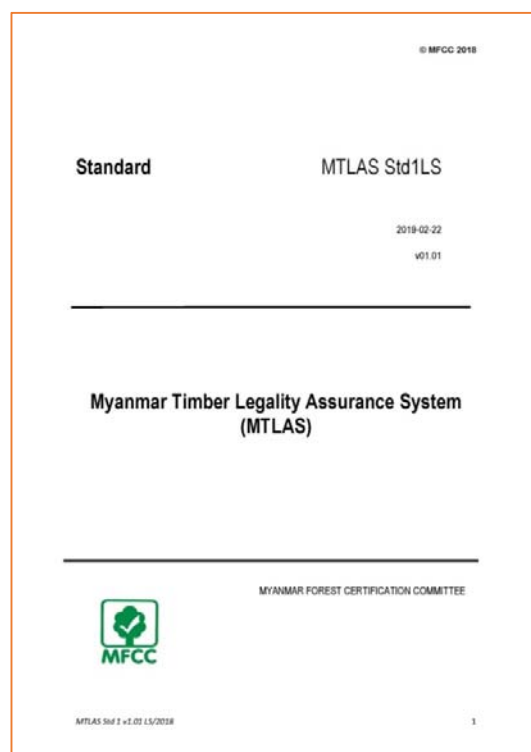 © MFCC 2018
Standard MTLAS Std1LS
2019-02-22
v01.01
Myanmar Timber Legality Assurance System
(MTLAS)
MYANMAR FOREST CERTIFICATION COMMITTEE
MFCC
MTLAS Std 1 v1.01 LS/2018 1